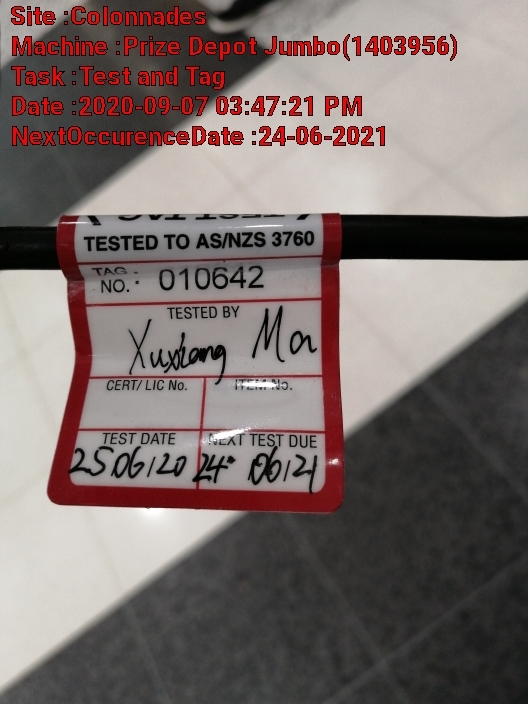 Site :Colonnades
Machine :Prize Depot Jumbo(1403956)
Task :Test and Tag
Date :2020-09-07 03:47:21 PM
NextOccurenceDate :24-06-2021
TEST TAG
TESTED TO AS/NZS 3760
TAG NO.: 010642
TESTED BY
Ma
CERT/ LIC No. ITEM No.
TEST DATE NEXT TEST DUE
25 06/20 24 06/21